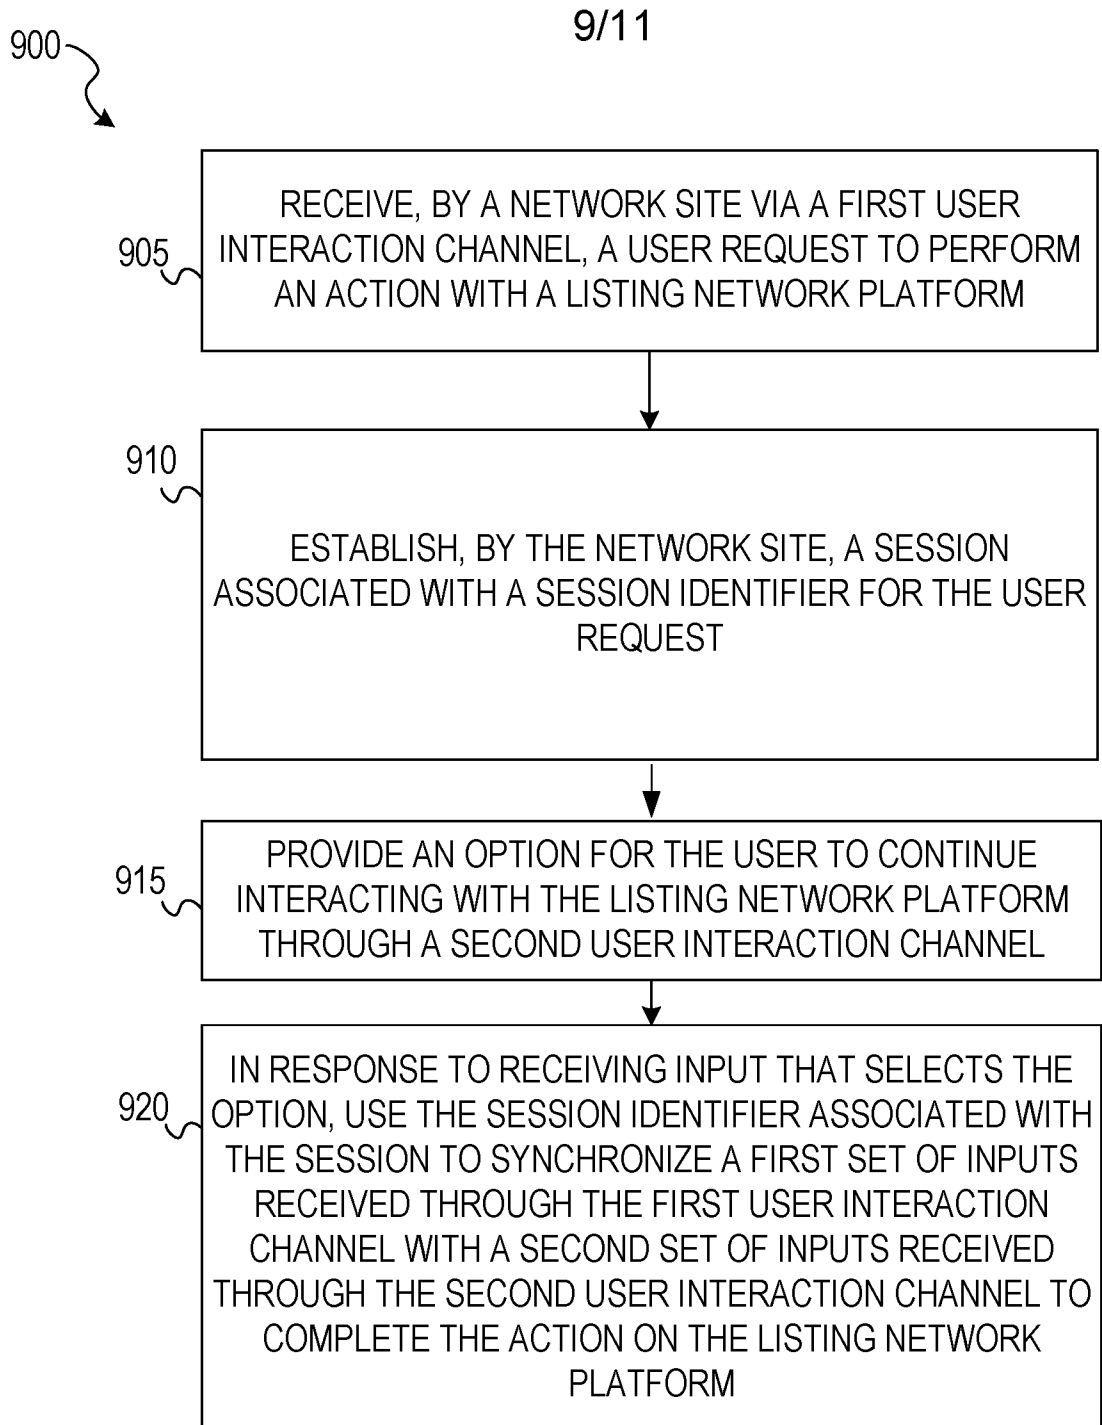 9/11
900
RECEIVE, BY A NETWORK SITE VIA A FIRST USER
INTERACTION CHANNEL, A USER REQUEST TO PERFORM
AN ACTION WITH A LISTING NETWORK PLATFORM
905
910
ESTABLISH, BY THE NETWORK SITE, A SESSION
ASSOCIATED WITH A SESSION IDENTIFIER FOR THE USER
REQUEST
915
PROVIDE AN OPTION FOR THE USER TO CONTINUE
INTERACTING WITH THE LISTING NETWORK PLATFORM
THROUGH A SECOND USER INTERACTION CHANNEL
920
IN RESPONSE TO RECEIVING INPUT THAT SELECTS THE
OPTION, USE THE SESSION IDENTIFIER ASSOCIATED WITH
THE SESSION TO SYNCHRONIZE A FIRST SET OF INPUTS
RECEIVED THROUGH THE FIRST USER INTERACTION
CHANNEL WITH A SECOND SET OF INPUTS RECEIVED
THROUGH THE SECOND USER INTERACTION CHANNEL TO
COMPLETE THE ACTION ON THE LISTING NETWORK
PLATFORM